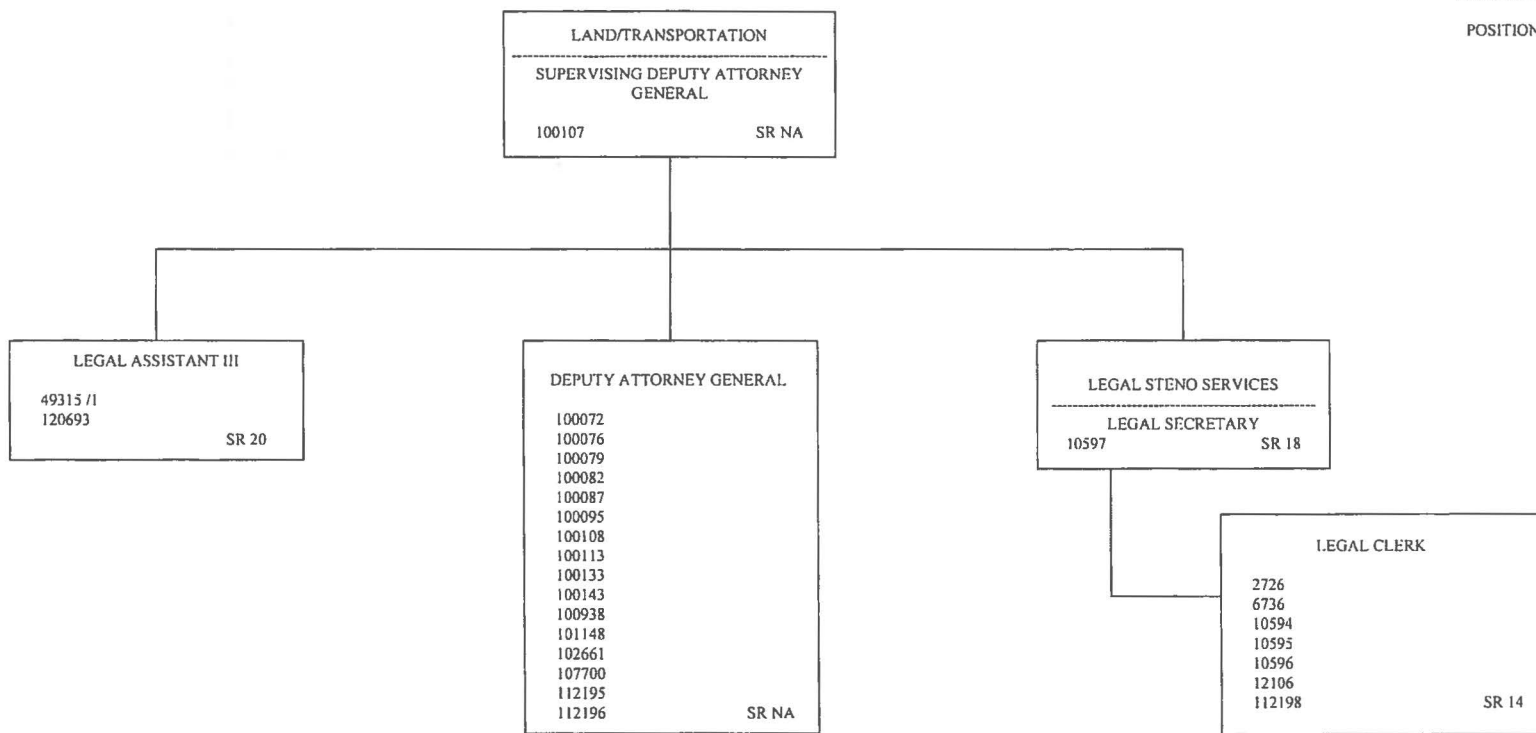 POSITION
LAND/TRANSPORTATION
SUPERVISING DEPUTY ATTORNEY
GENERAL
100107 SR NA
LEGAL ASSISTANT III
49315 /1
120693
SR 20
DEPUTY ATTORNEY GENERAL
100072
100076
100079
100082
100087
100095
100108
100113
100133
100143
100938
101148
102661
107700
112195
112196 SR NA
LEGAL STENO SERVICES
LEGAL SECRETARY
10597 SR 18
LEGAL CLERK
2726
6736
10594
10595
10596
12106
112198 SR 14